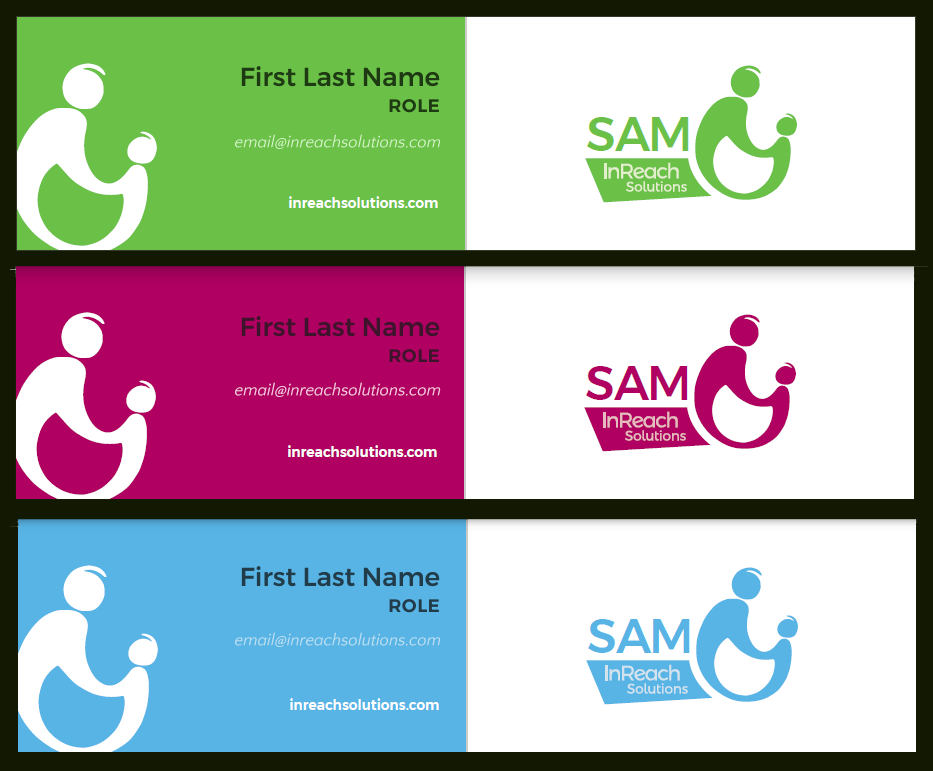 First Last Name
ROLE
email@inreachsolutions.com
inreachsolutions.com
SAM
InReach
Solutions
First Last Name
ROLE
email@inreachsolutions.com
inreachsolutions.com
SAM
InReach
Solutions
First Last Name
ROLE
email@inreachsolutions.com
inreachsolutions.com
SAM
InReach
Solutions